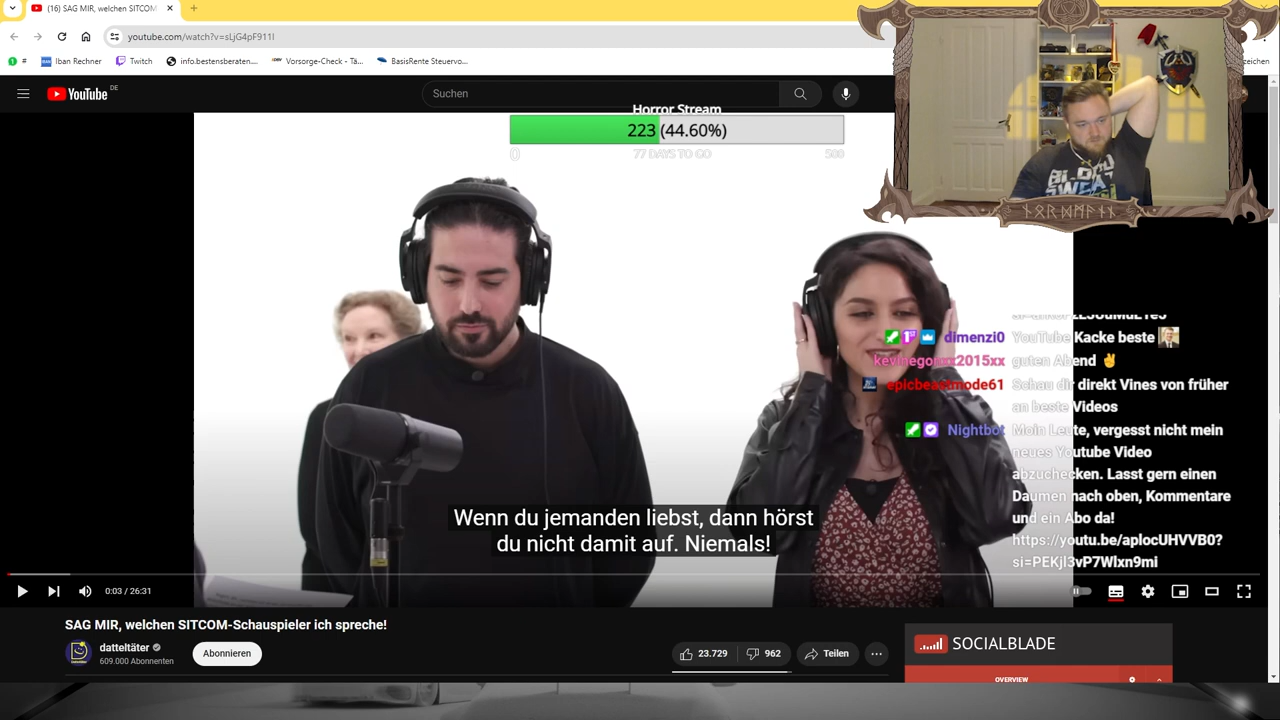 (16) SAG MIR, welchen SITCOM
youtube.com/watch?v=sLjG4pF911I
#
Iban Rechner
Twitch
info.bestensberaten....
Vorsorge-Check - Tä...
BasisRente Steuervo...
zeichen
YouTube DE
Suchen
Horror Stream
223 (44.60%)
0
77 DAYS TO GO
500
dimenzi0 YouTube Kacke beste
guten Abend ✌
epicbeastmode61 Schau dir direkt Vines von früher
an beste Videos
Nightbot Moin Leute, vergesst nicht mein
neues Youtube Video
abzuchecken. Lasst gern einen
Daumen nach oben, Kommentare
und ein Abo da!
https://youtu.be/aplocUHVVB0?
si=PEKjl3vP7Wlxn9mi
Wenn du jemanden liebst, dann hörst
du nicht damit auf. Niemals!
0:03 / 26:31
SAG MIR, welchen SITCOM-Schauspieler ich spreche!
datteltäter
609.000 Abonnenten
Abonnieren
23.729
962
Teilen
SOCIALBLADE
OVERVIEW